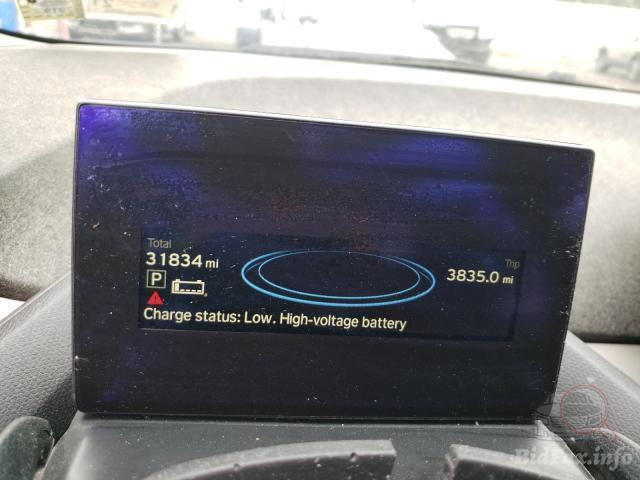 Total
31834 mi
Trip
3835.0 mi
P
Charge status: Low. High-voltage battery
BidFax.info